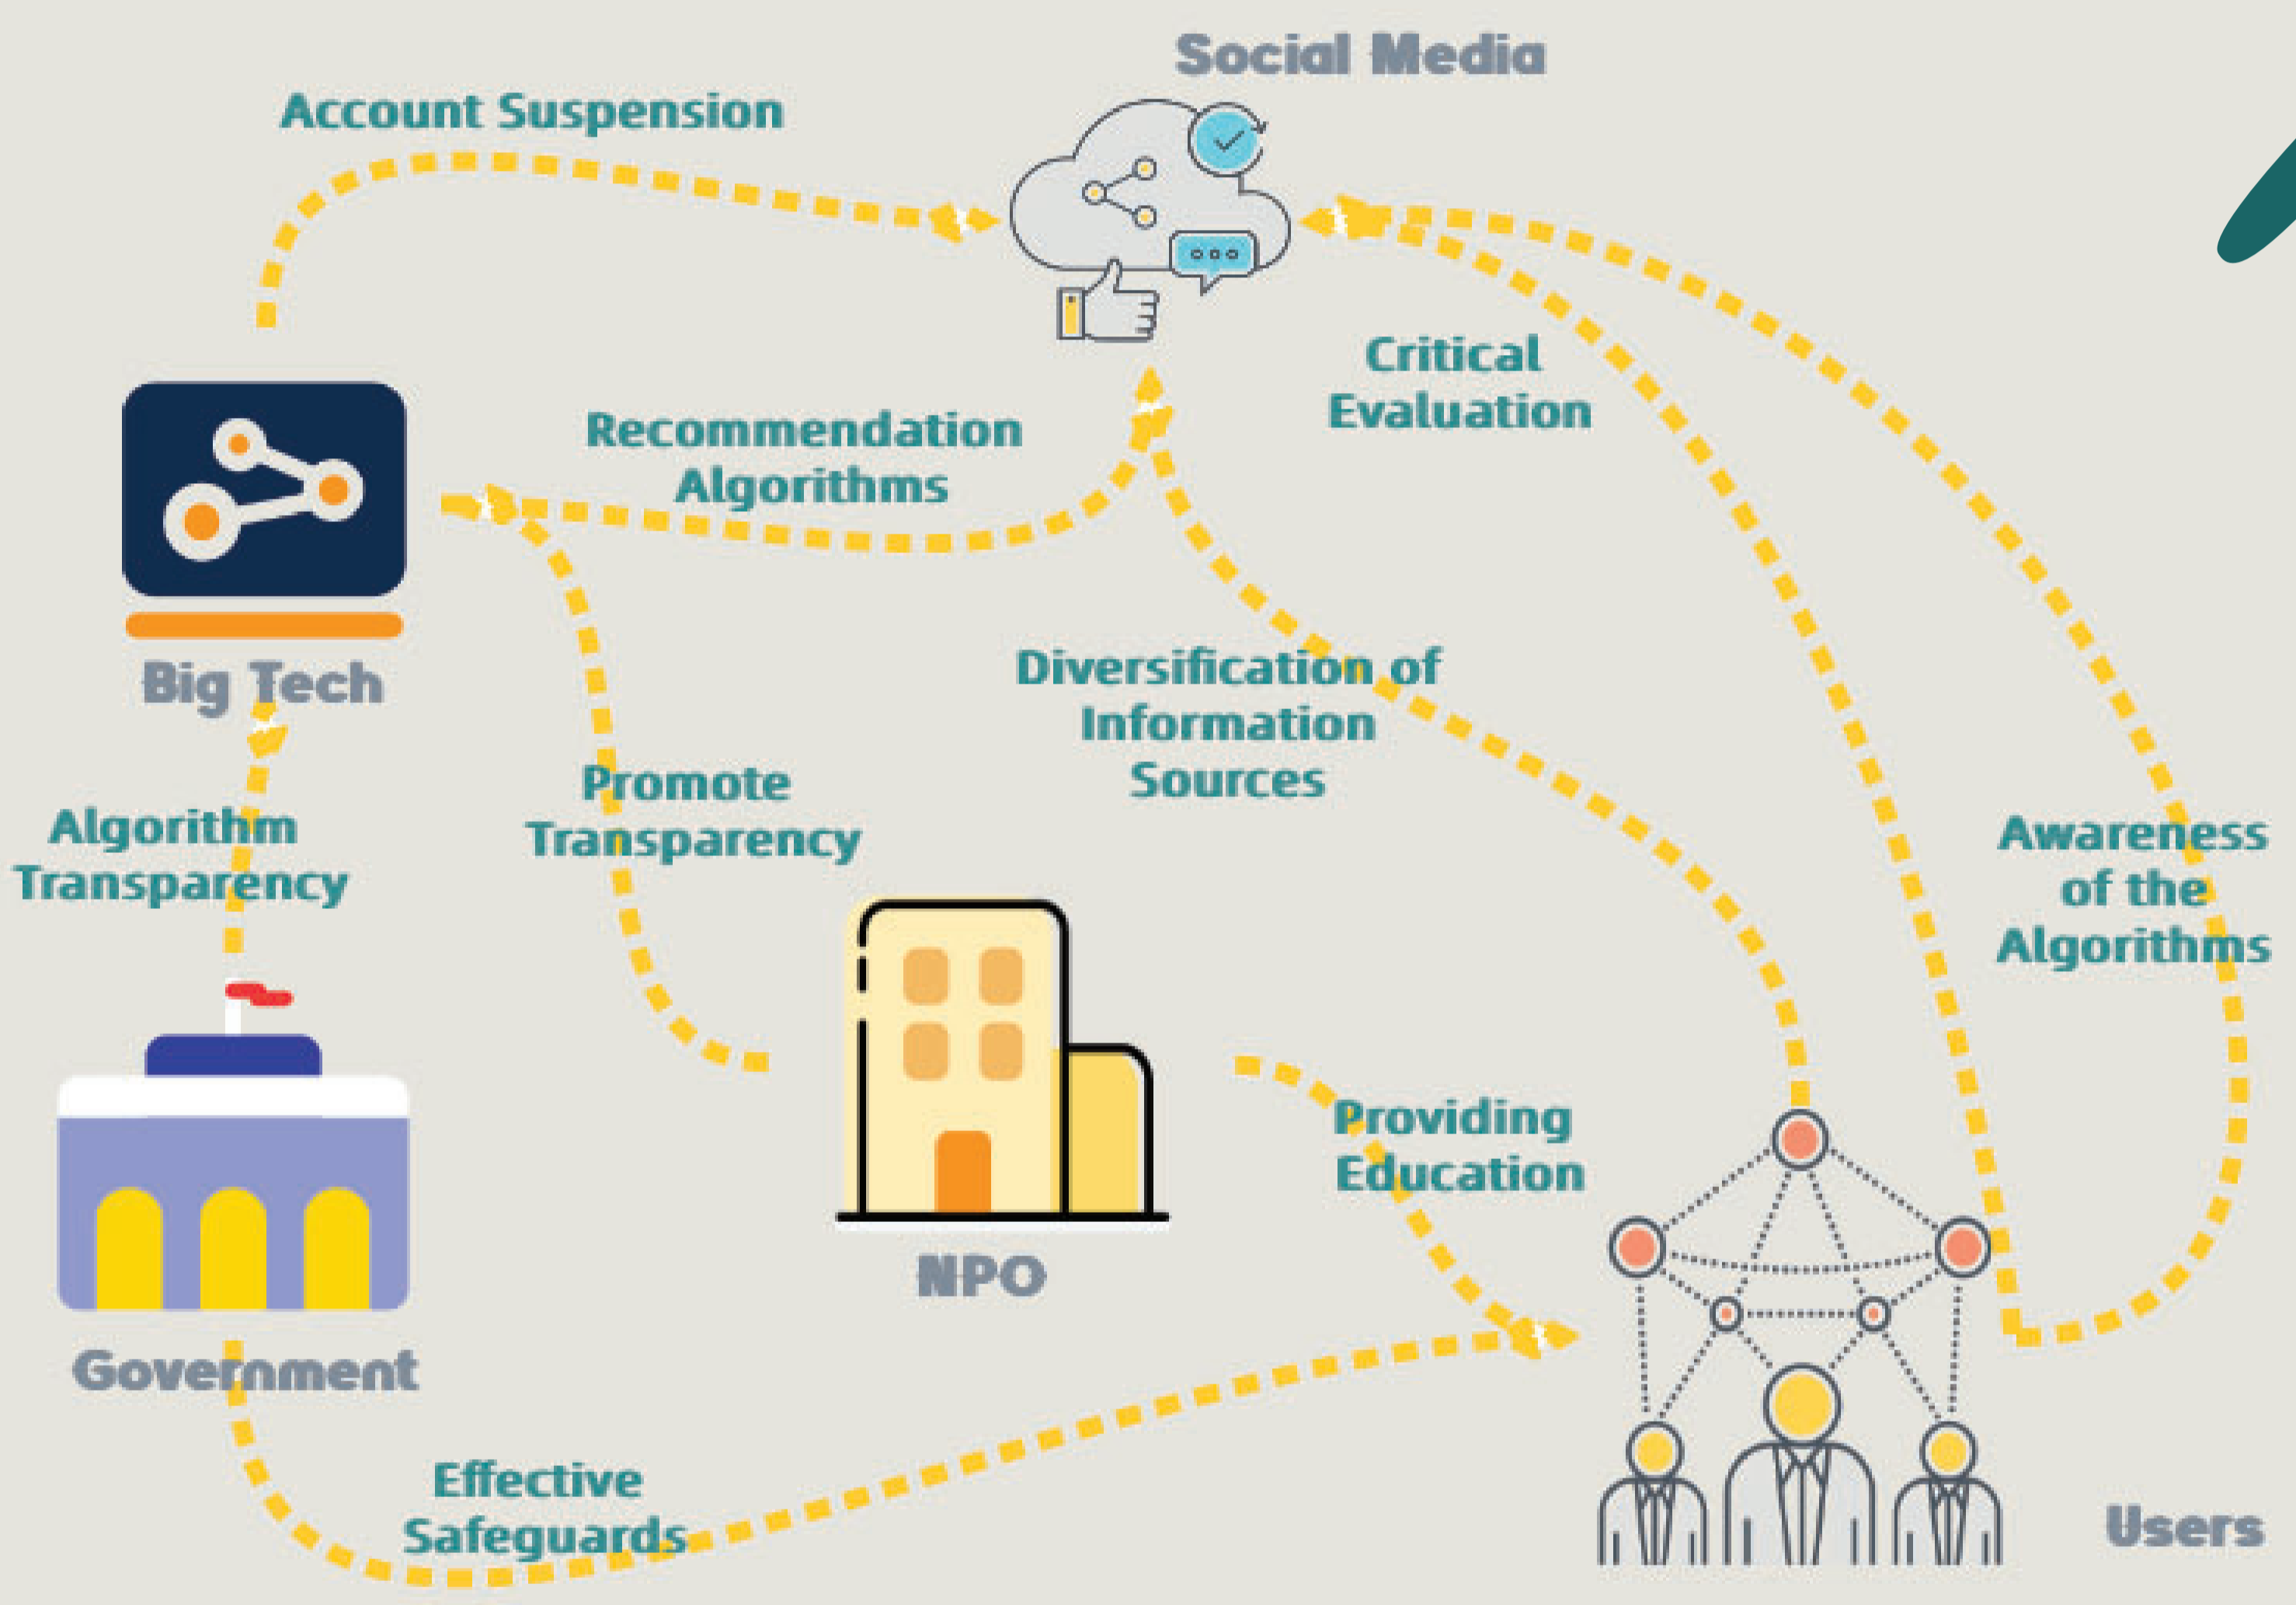 Social Media
Account Suspension
Critical
Evaluation
Recommendation
Algorithms
Big Tech
Diversification of
Information
Sources
Promote
Transparency
Algorithm
Transparency
Awareness
of the
Algorithms
Providing
Education
NPO
Government
Effective
Safeguards
Users